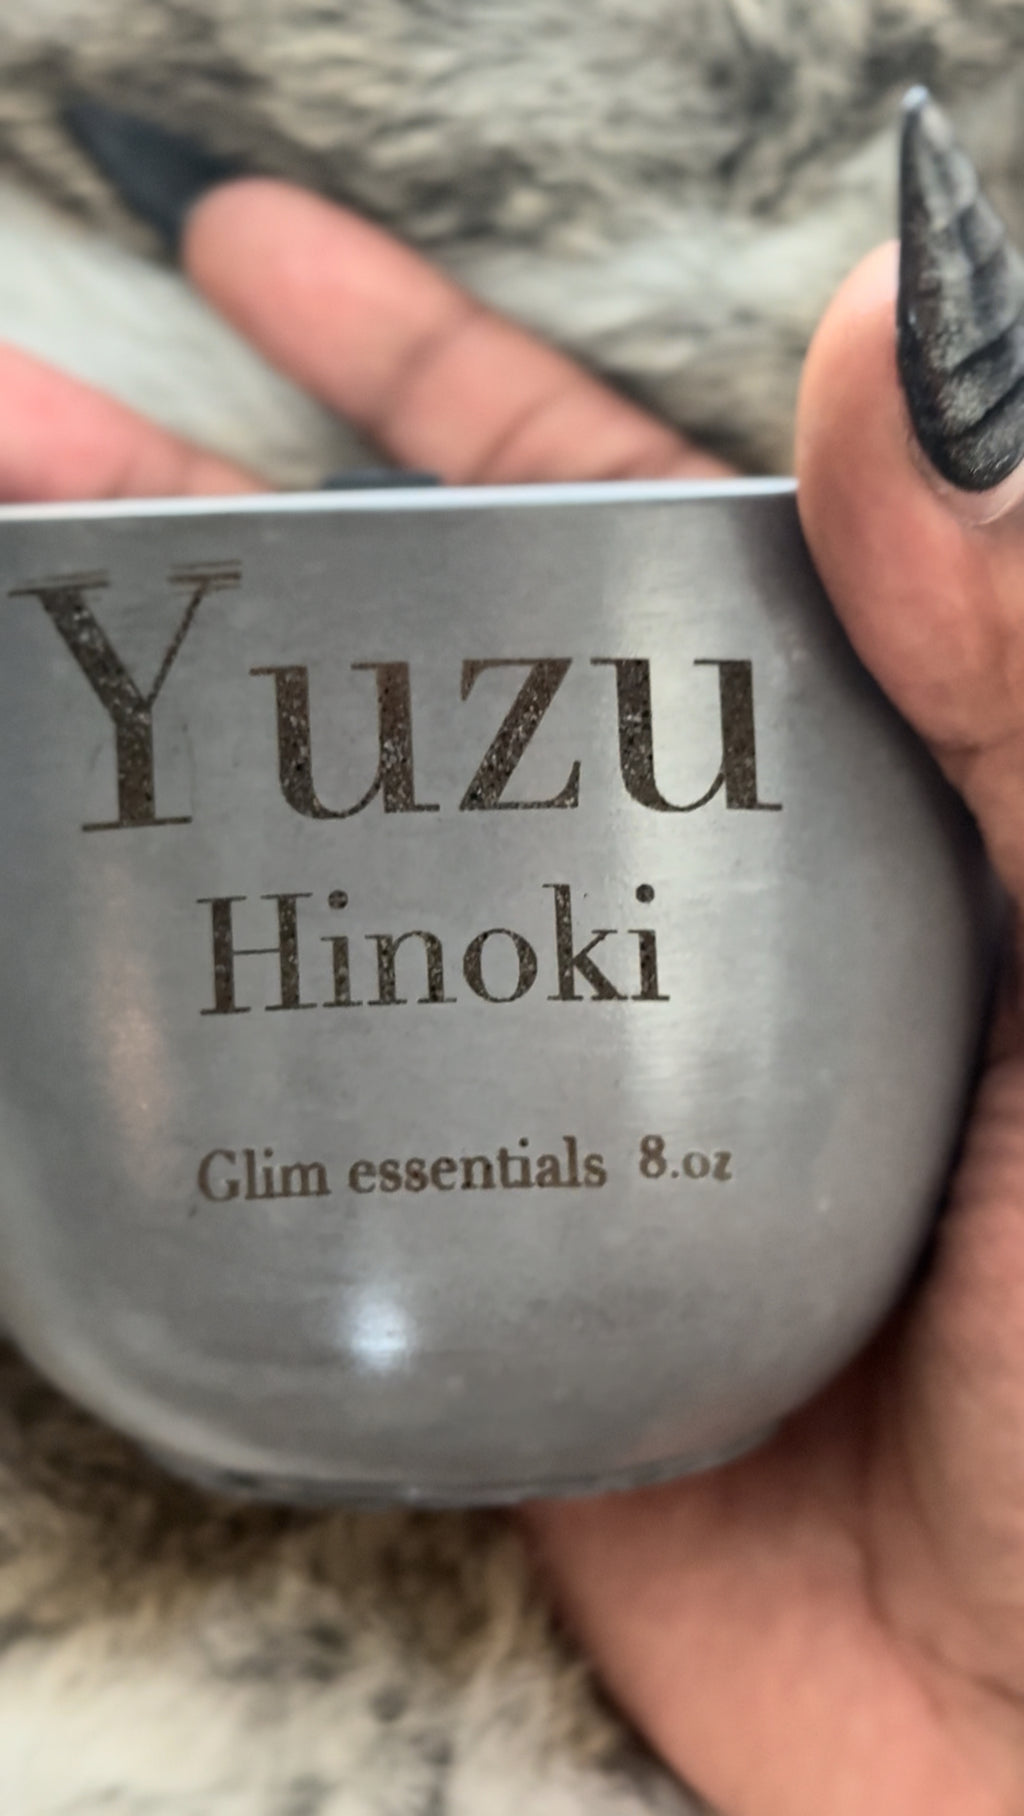 Yuzu
Hinoki
Glim essentials 8.oz